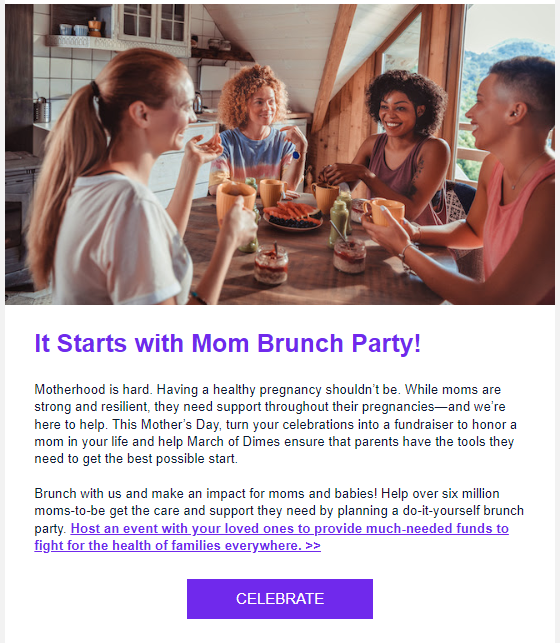 It Starts with Mom Brunch Party!
Motherhood is hard. Having a healthy pregnancy shouldn’t be. While moms are
strong and resilient, they need support throughout their pregnancies—and we’re
here to help. This Mother’s Day, turn your celebrations into a fundraiser to honor a
mom in your life and help March of Dimes ensure that parents have the tools they
need to get the best possible start.
Brunch with us and make an impact for moms and babies! Help over six million
moms-to-be get the care and support they need by planning a do-it-yourself brunch
party. Host an event with your loved ones to provide much-needed funds to
fight for the health of families everywhere. >>
CELEBRATE